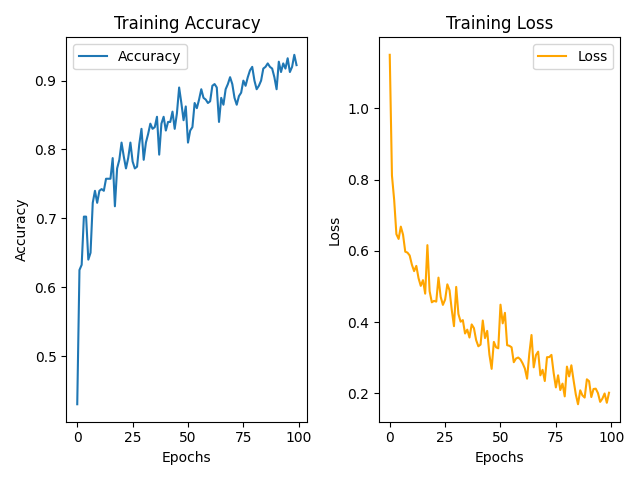 Training Accuracy
Accuracy
0.9
0.8
0.7
0.6
0.5
Accuracy
0 25 50 75 100
Epochs
Training Loss
Loss
1.0
0.8
0.6
0.4
0.2
Loss
0 25 50 75 100
Epochs